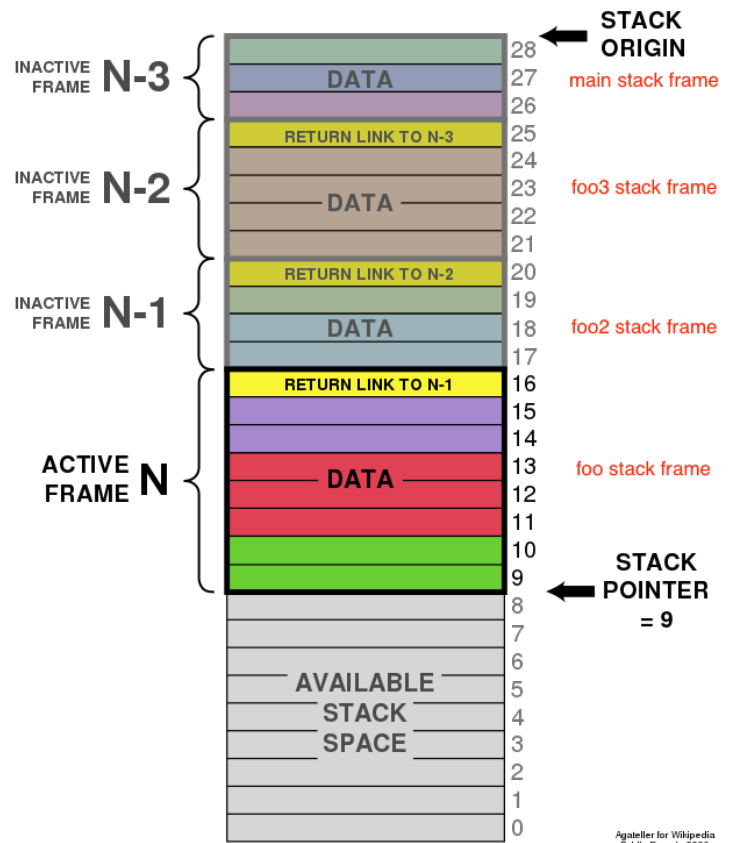 STACK
ORIGIN
28
INACTIVE
FRAME N-3
DATA
27
main stack frame
26
RETURN LINK TO N-3
25
24
INACTIVE
FRAME N-2
23
foo3 stack frame
DATA
22
21
RETURN LINK TO N-2
20
19
INACTIVE
FRAME N-1
DATA
18
foo2 stack frame
17
RETURN LINK TO N-1
16
15
14
ACTIVE
FRAME N
13
DATA
foo stack frame
12
11
10
9
STACK
POINTER
= 9
8
7
6
AVAILABLE
STACK
SPACE
5
4
3
2
1
0
Agateller for Wikipedia